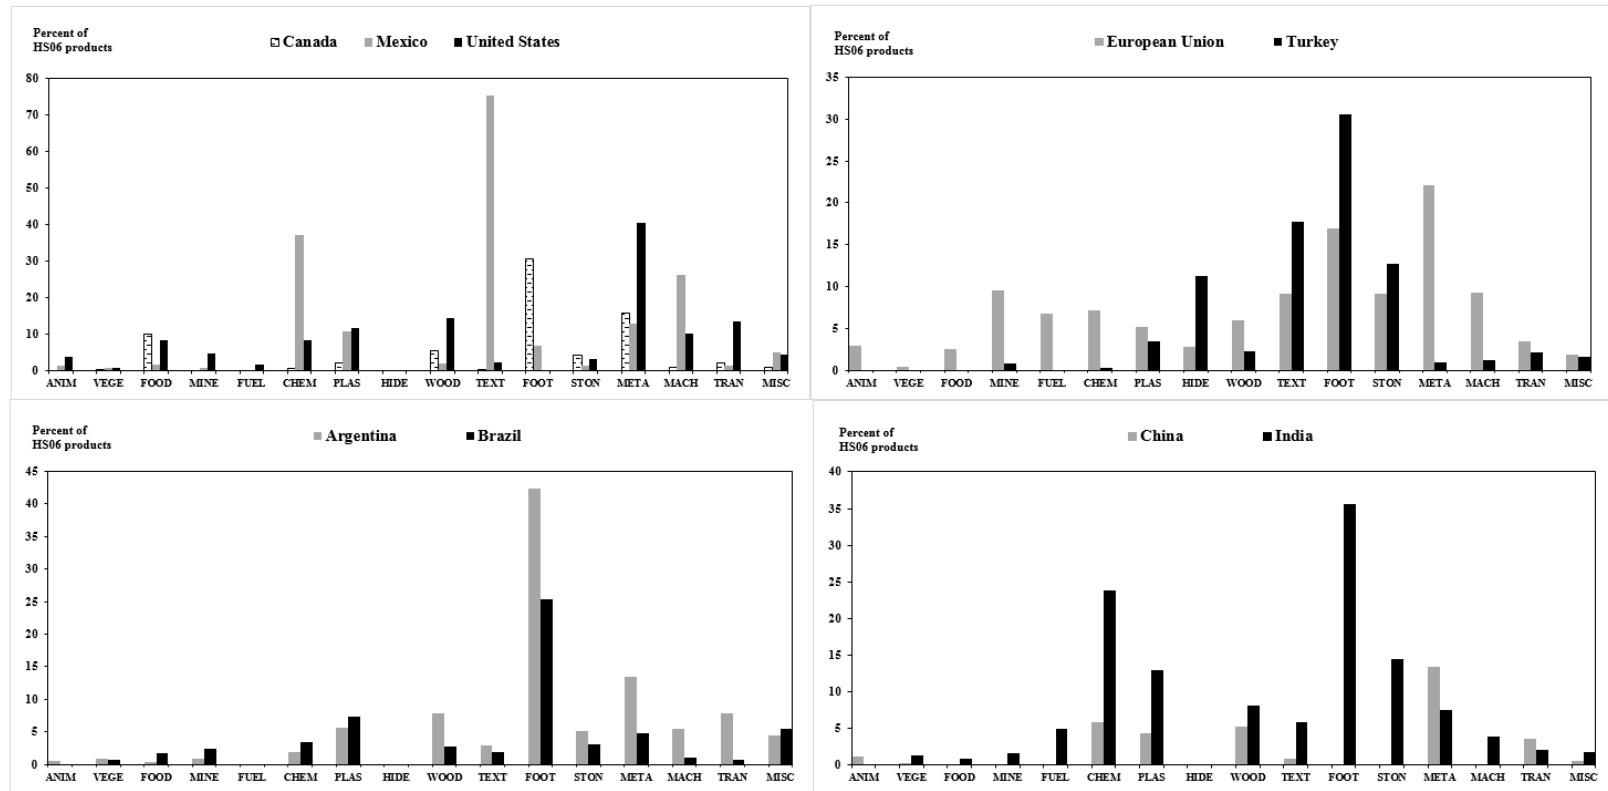 Percent of
HS06 products
Canada Mexico United States
80
70
60
50
40
30
20
10
0
ANIM VEGE FOOD MINE FUEL CHEM PLAS HIDE WOOD TEXT FOOT STON META MACH TRAN MISC
Percent of
HS06 products
European Union Turkey
35
30
25
20
15
10
5
0
ANIM VEGE FOOD MINE FUEL CHEM PLAS HIDE WOOD TEXT FOOT STON META MACH TRAN MISC
Percent of
HS06 products
Argentina Brazil
45
40
35
30
25
20
15
10
5
0
ANIM VEGE FOOD MINE FUEL CHEM PLAS HIDE WOOD TEXT FOOT STON META MACH TRAN MISC
Percent of
HS06 products
China India
40
35
30
25
20
15
10
5
0
ANIM VEGE FOOD MINE FUEL CHEM PLAS HIDE WOOD TEXT FOOT STON META MACH TRAN MISC